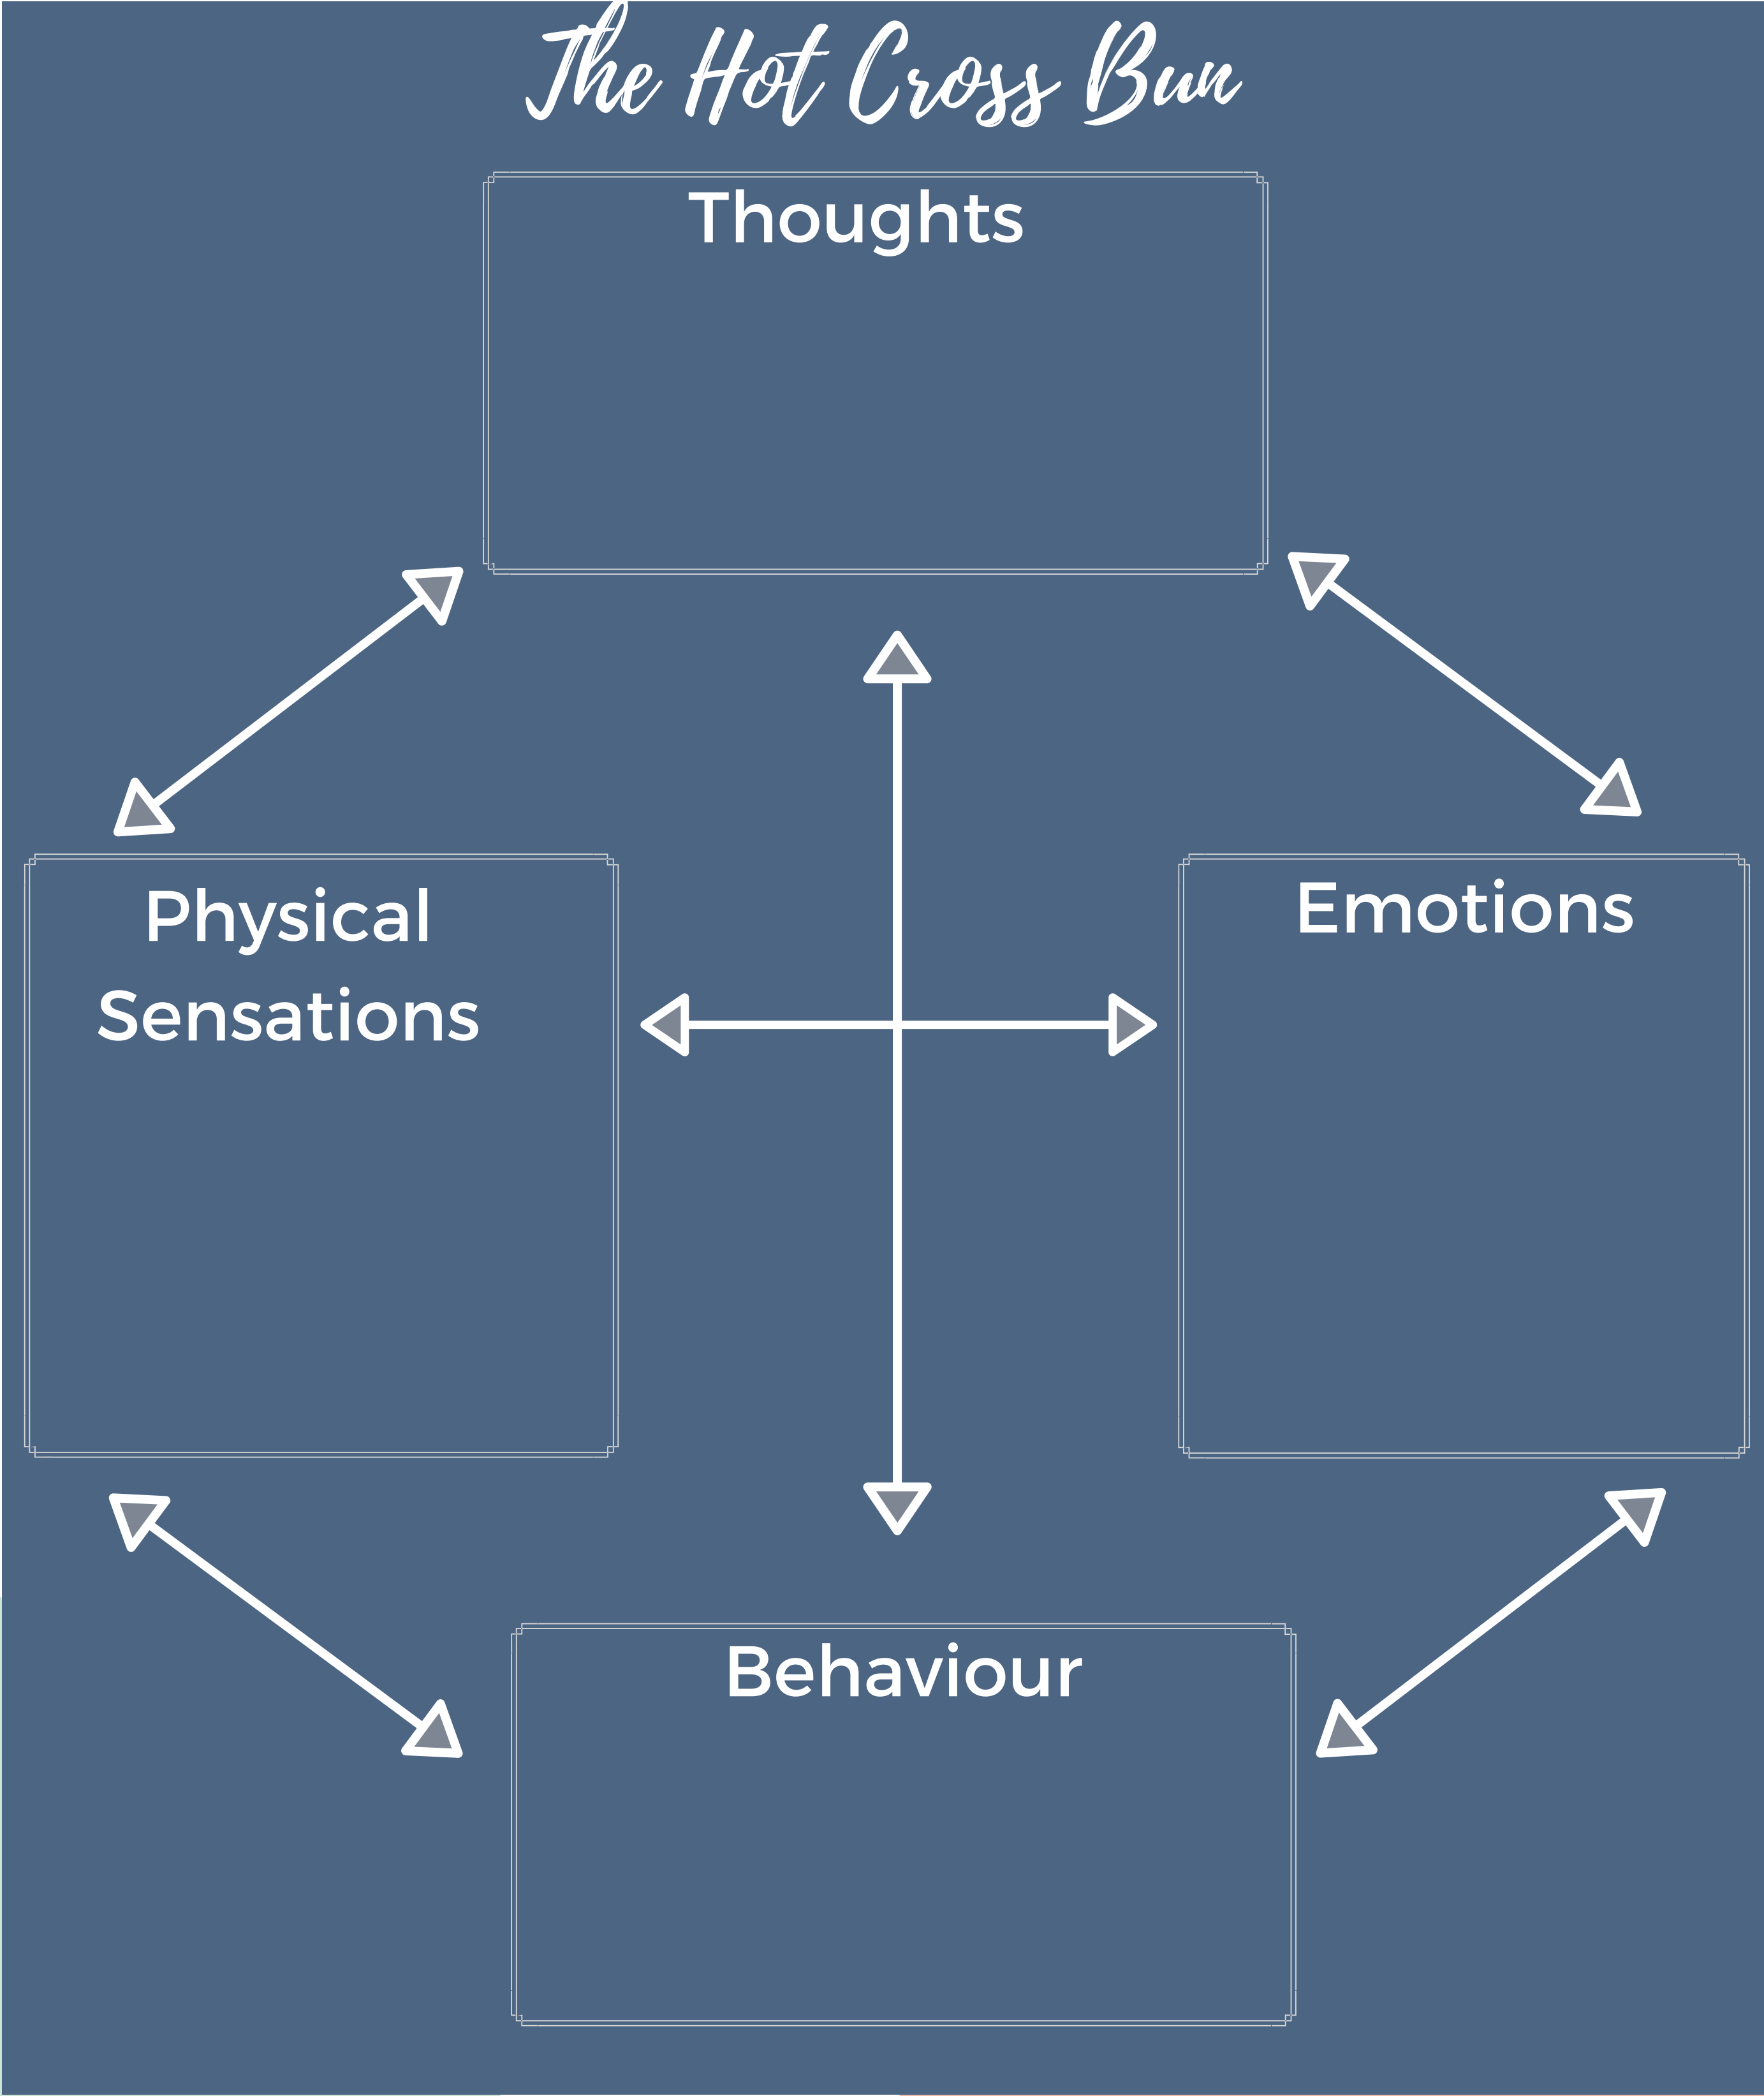 The Hot Cross Bun
Thoughts
Physical
Sensations
Emotions
Behaviour